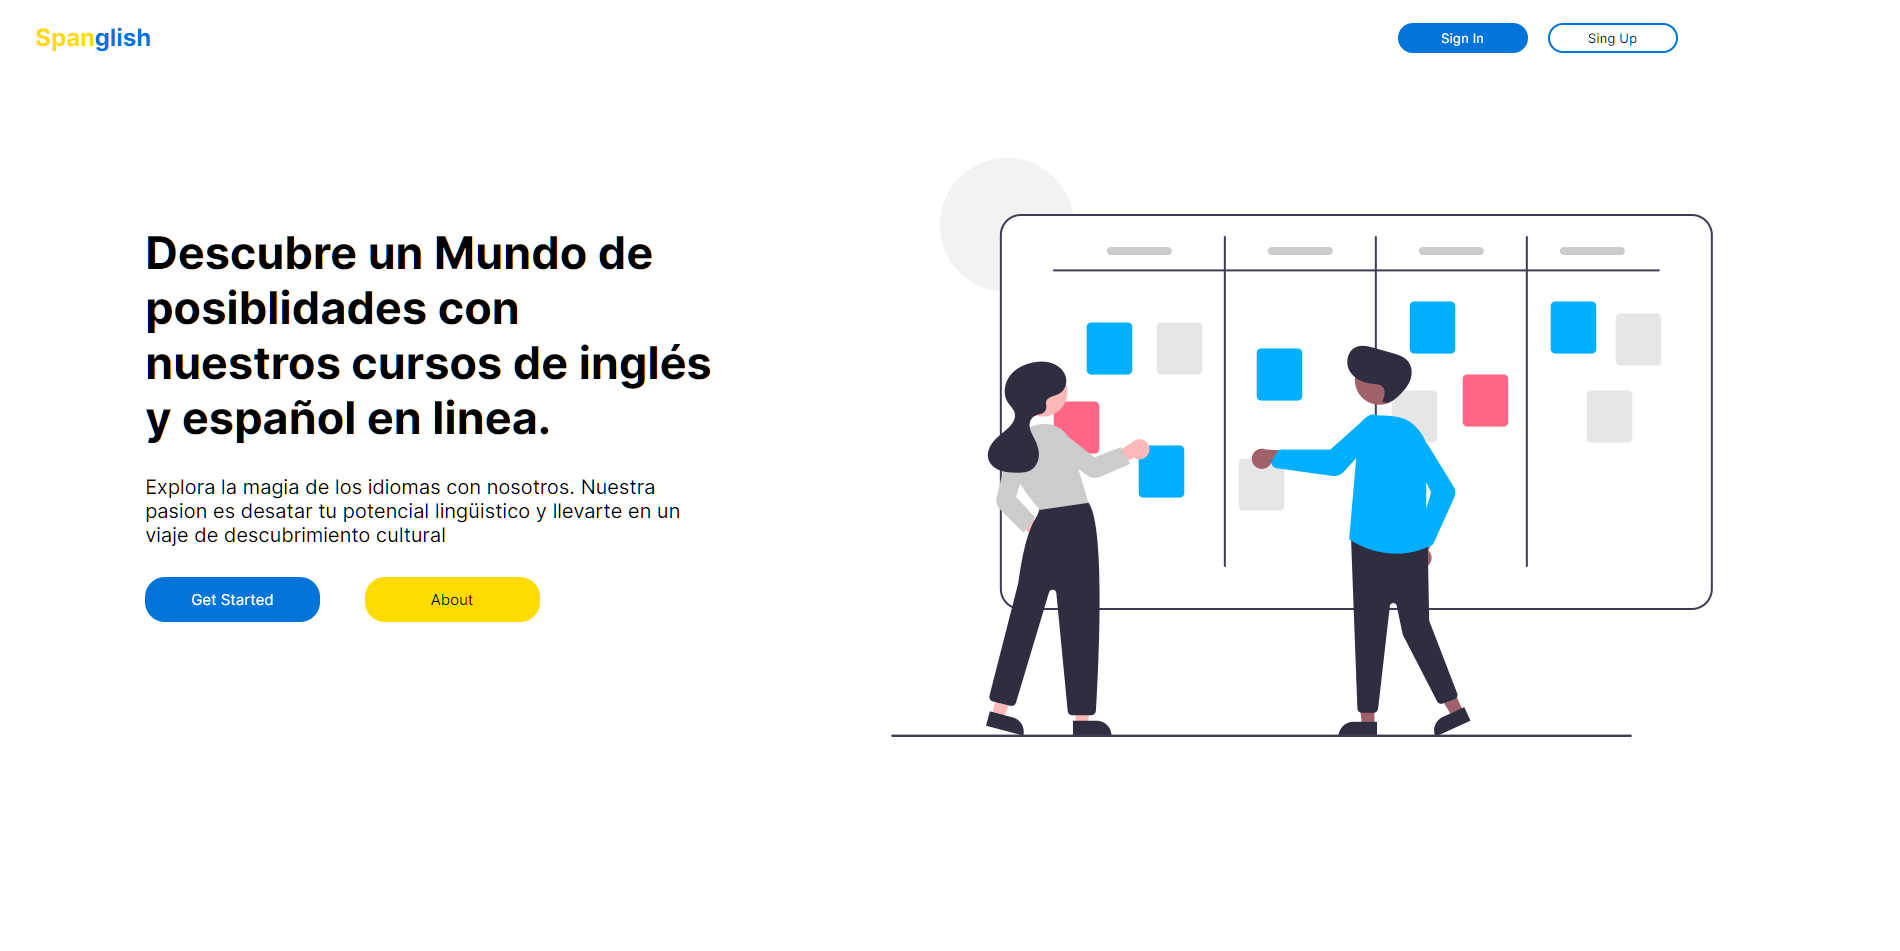 Spanglish
Sign In
Sing Up
Descubre un Mundo de
posiblidades con
nuestros cursos de inglés
y español en linea.
Explora la magia de los idiomas con nosotros. Nuestra
pasion es desatar tu potencial lingüistico y llevarte en un
viaje de descubrimiento cultural
Get Started
About